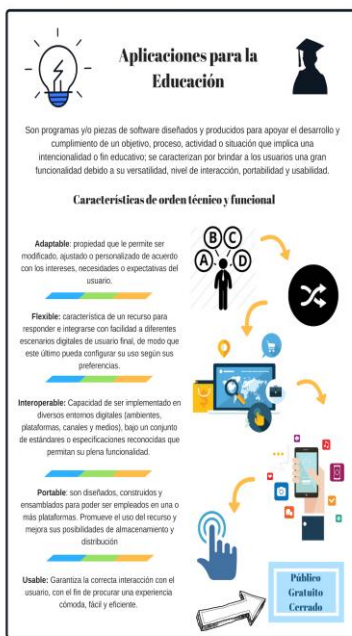 Aplicaciones para la
Educación
Son programas y/o piezas de software diseñados y producidos para apoyar el desarrollo y
cumplimiento de un objetivo, proceso, actividad o situación que implica una
intencionalidad o fin educativo; se caracterizan por brindar a los usuarios una gran
funcionalidad debido a su versatilidad, nivel de interacción, portabilidad y usabilidad.
Características de orden técnico y funcional
Adaptable: propiedad que le permite ser
modificado, ajustado o personalizado de acuerdo
con los intereses, necesidades o expectativas del
usuario.
A B C D
Flexible: característica de un recurso para
responder e integrarse con facilidad a diferentes
escenarios digitales de usuario final, de modo que
este último pueda configurar su uso según sus
preferencias.
Interoperable: Capacidad de ser implementado en
diversos entornos digitales (ambientes,
plataformas, canales y medios), bajo un conjunto
de estándares o especificaciones reconocidas que
permitan su plena funcionalidad.
Portable: son diseñados, construidos y
ensamblados para poder ser empleados en una o
más plataformas. Promueve el uso del recurso y
mejora sus posibilidades de almacenamiento y
distribución
Usable: Garantiza la correcta interacción con el
usuario, con el fin de procurar una experiencia
cómoda, fácil y eficiente.
Público
Gratuito
Cerrado